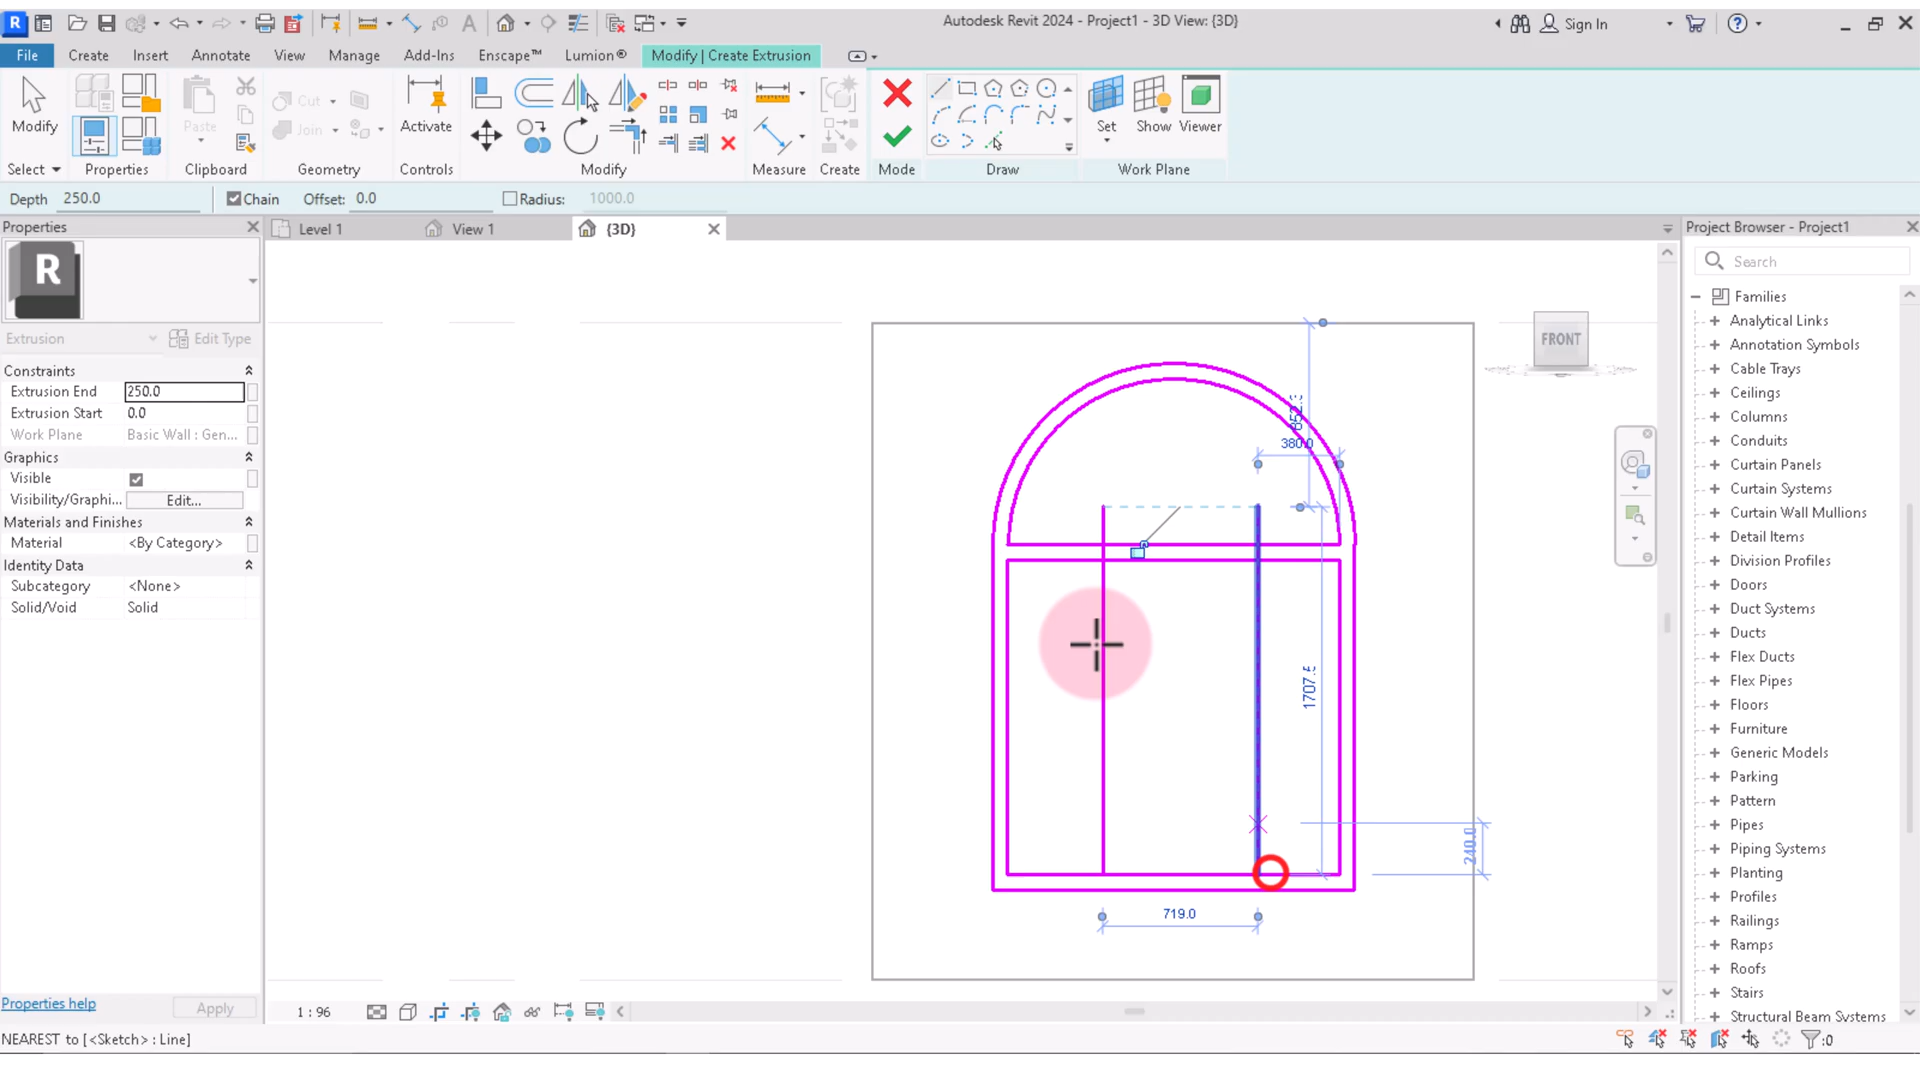 R
Autodesk Revit 2024 - Project1 - 3D View: {3D}
Sign In
File
Create
Insert
Annotate
View
Manage
Add-Ins
Enscape™
Lumion®
Modify | Create Extrusion
Modify
Paste
Cut
Join
Activate
Set
Show
Viewer
Select
Properties
Clipboard
Geometry
Controls
Modify
Measure
Create
Mode
Draw
Work Plane
Depth 250.0
Chain
Offset: 0.0
Radius: 1000.0
Properties
R
Extrusion
Edit Type
Constraints
Extrusion End 250.0
Extrusion Start 0.0
Work Plane Basic Wall : Gen...
Graphics
Visible
Visibility/Graphi... Edit...
Materials and Finishes
Material <By Category>
Identity Data
Subcategory <None>
Solid/Void Solid
Properties help
Apply
Level 1
View 1
{3D}
FRONT
380.0
1707.5
240.0
719.0
1 : 96
Project Browser - Project1
Search
Families
Analytical Links
Annotation Symbols
Cable Trays
Ceilings
Columns
Conduits
Curtain Panels
Curtain Systems
Curtain Wall Mullions
Detail Items
Division Profiles
Doors
Duct Systems
Ducts
Flex Ducts
Flex Pipes
Floors
Furniture
Generic Models
Parking
Pattern
Pipes
Piping Systems
Planting
Profiles
Railings
Ramps
Roofs
Stairs
Structural Beam Systems
NEAREST to [<Sketch> : Line]
:0